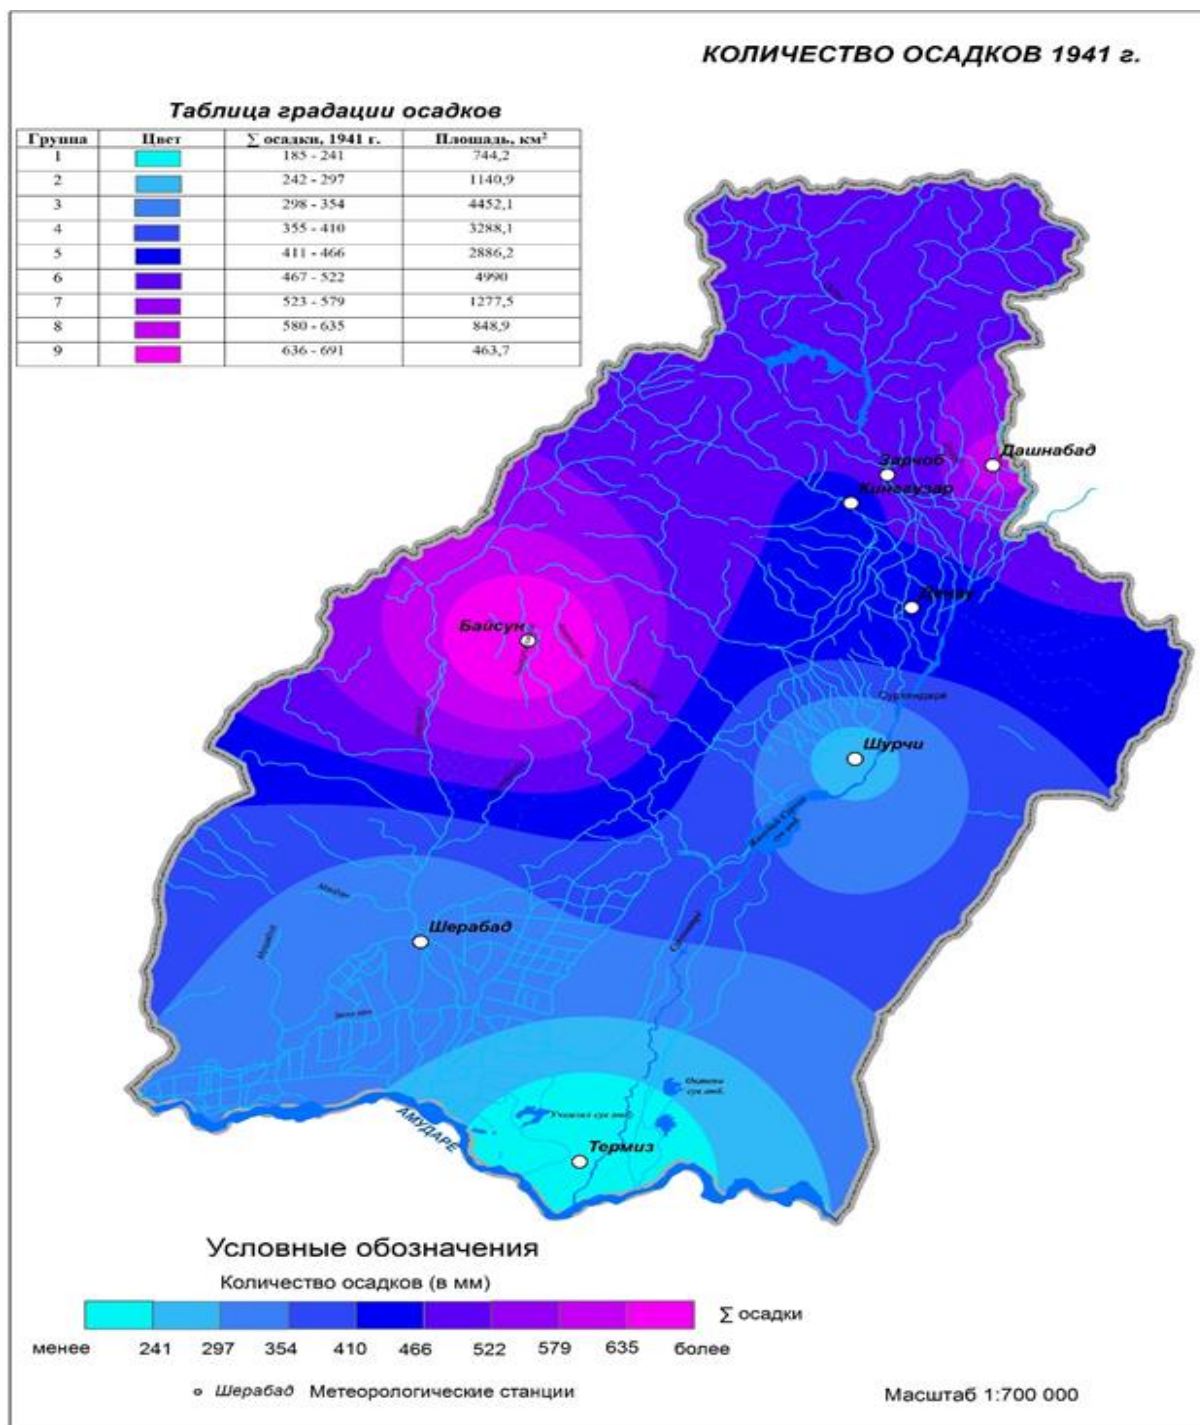 КОЛИЧЕСТВО ОСАДКОВ 1941 г.
Таблица градации осадков
Группа Цвет ∑ осадки, 1941 г. Площадь, км²
1 185 - 241 744,2
2 242 - 297 1140,9
3 298 - 354 4452,1
4 355 - 410 3288,1
5 411 - 466 2886,2
6 467 - 522 4990
7 523 - 579 1277,5
8 580 - 635 848,9
9 636 - 691 463,7
Дашнабад
Зарчоб
Кингузар
Денау
Байсун
Сурхандаря
Шурчи
Шерабад
АМУДАРЕ
Термиз
Условные обозначения
Количество осадков (в мм)
∑ осадки
менее 241 297 354 410 466 522 579 635 более
Шерабад Метеорологические станции
Масштаб 1:700 000